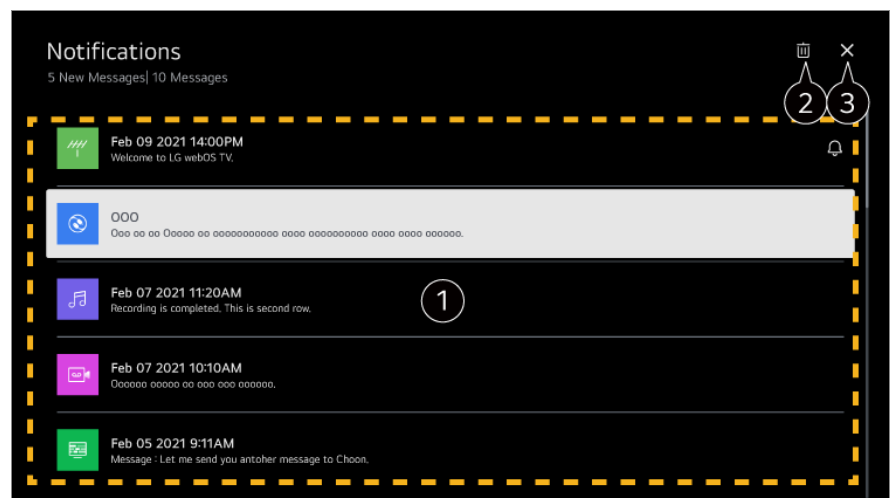 Notifications
5 New Messages| 10 Messages
2
3
Feb 09 2021 14:00PM
Welcome to LG webOS TV.
OOO
Ooo oo oo Ooooo oo ooooooooooo oooo oooooooooo oooo oooo oooooo.
Feb 07 2021 11:20AM
Recording is completed. This is second row.
1
Feb 07 2021 10:10AM
Oooooo ooooo oo ooo ooo oooooo.
Feb 05 2021 9:11AM
Message : Let me send you antoher message to Choon.